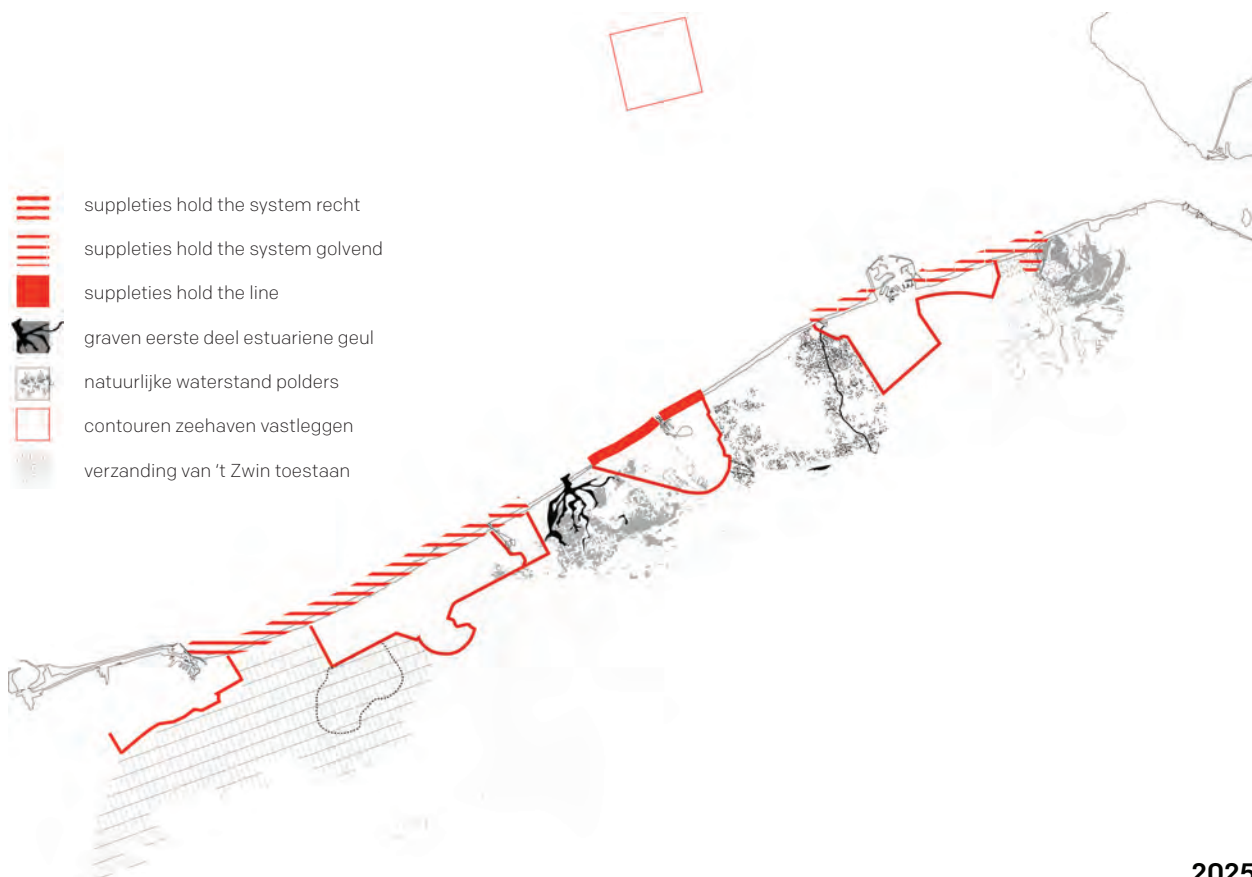 suppleties hold the system recht
suppleties hold the system golvend
suppleties hold the line
graven eerste deel estuariene geul
natuurlijke waterstand polders
contouren zeehaven vastleggen
verzanding van ‘t Zwin toestaan
2025